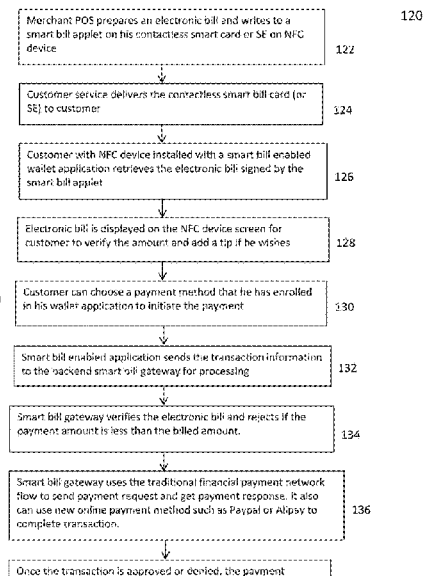 120
Merchant POS prepares an electronic bill and writes to a
smart bill applet on his contactless smart card or SE on NFC
device
122
Customer service delivers the contactless smart bill card (or
SE) to customer
124
Customer with NFC device installed with a smart bill enabled
wallet application retrieves the electronic bill signed by the
smart bill applet
126
Electronic bill is displayed on the NFC device screen for
customer to verify the amount and add a tip if he wishes
128
Customer can choose a payment method that he has enrolled
in his wallet application to initiate the payment
130
Smart bill enabled application sends the transaction information
to the backend smart bill gateway for processing
132
Smart bill gateway verifies the electronic bill and rejects if the
payment amount is less than the billed amount.
134
Smart bill gateway uses the traditional financial payment network
flow to send payment request and get payment response. It also
can use new online payment method such as Paypal or Alipay to
complete transaction.
136
Once the transaction is approved or denied, the payment